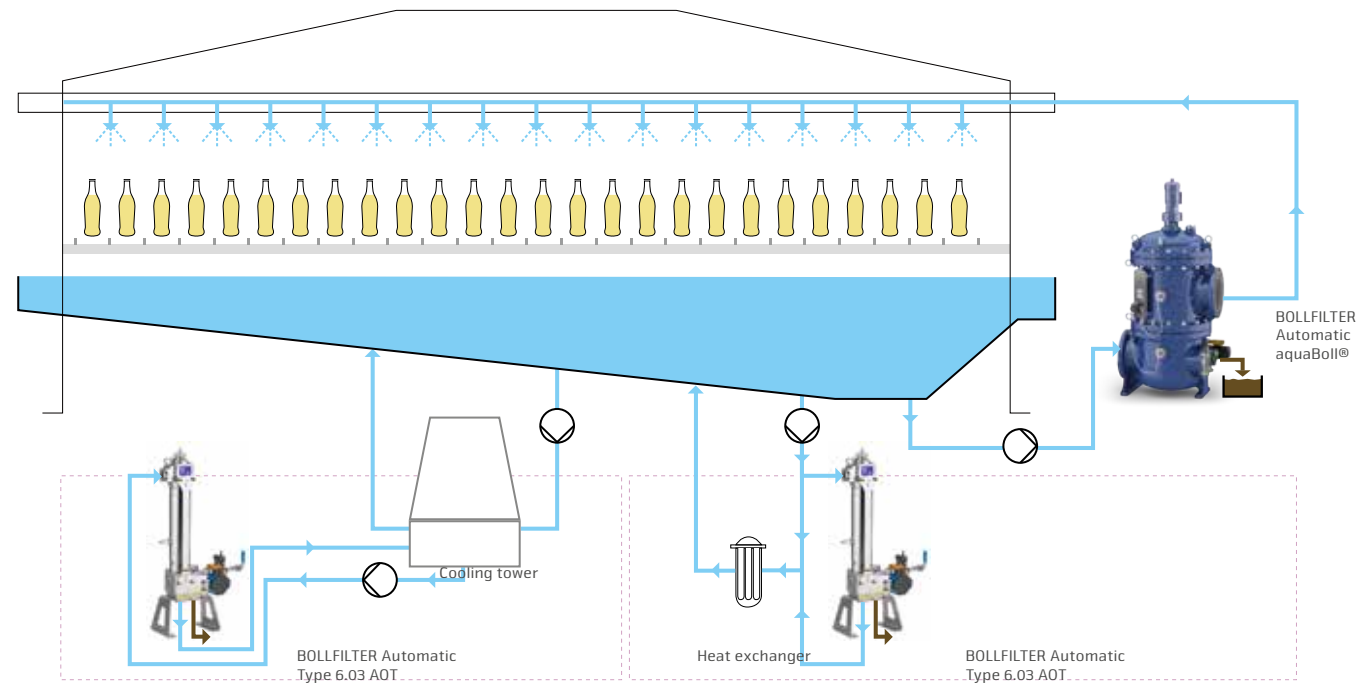 BOLLFILTER
Automatic
aquaBoll®
Cooling tower
BOLLFILTER Automatic
Type 6.03 AOT
Heat exchanger
BOLLFILTER Automatic
Type 6.03 AOT